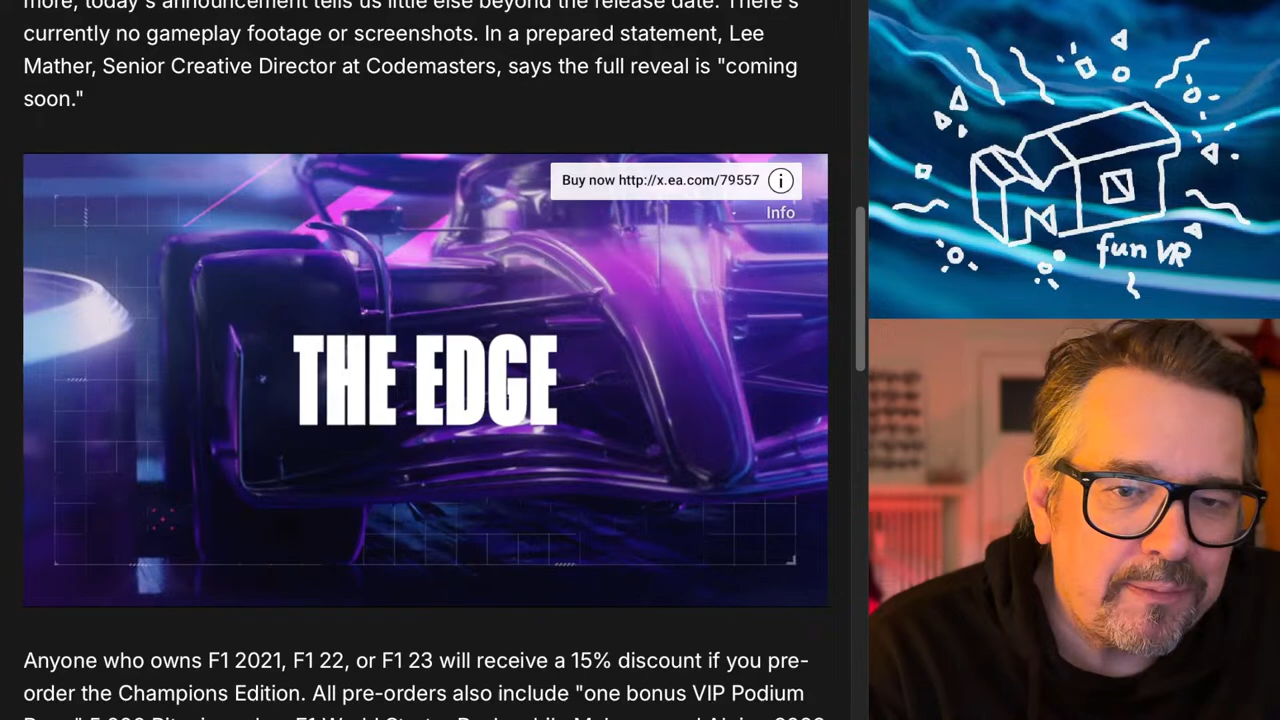 more, today's announcement tells us little else beyond the release date. There's
currently no gameplay footage or screenshots. In a prepared statement, Lee
Mather, Senior Creative Director at Codemasters, says the full reveal is "coming
soon."
Buy now http://x.ea.com/79557
Info
THE EDGE
Anyone who owns F1 2021, F1 22, or F1 23 will receive a 15% discount if you pre-
order the Champions Edition. All pre-orders also include "one bonus VIP Podium
fun VR